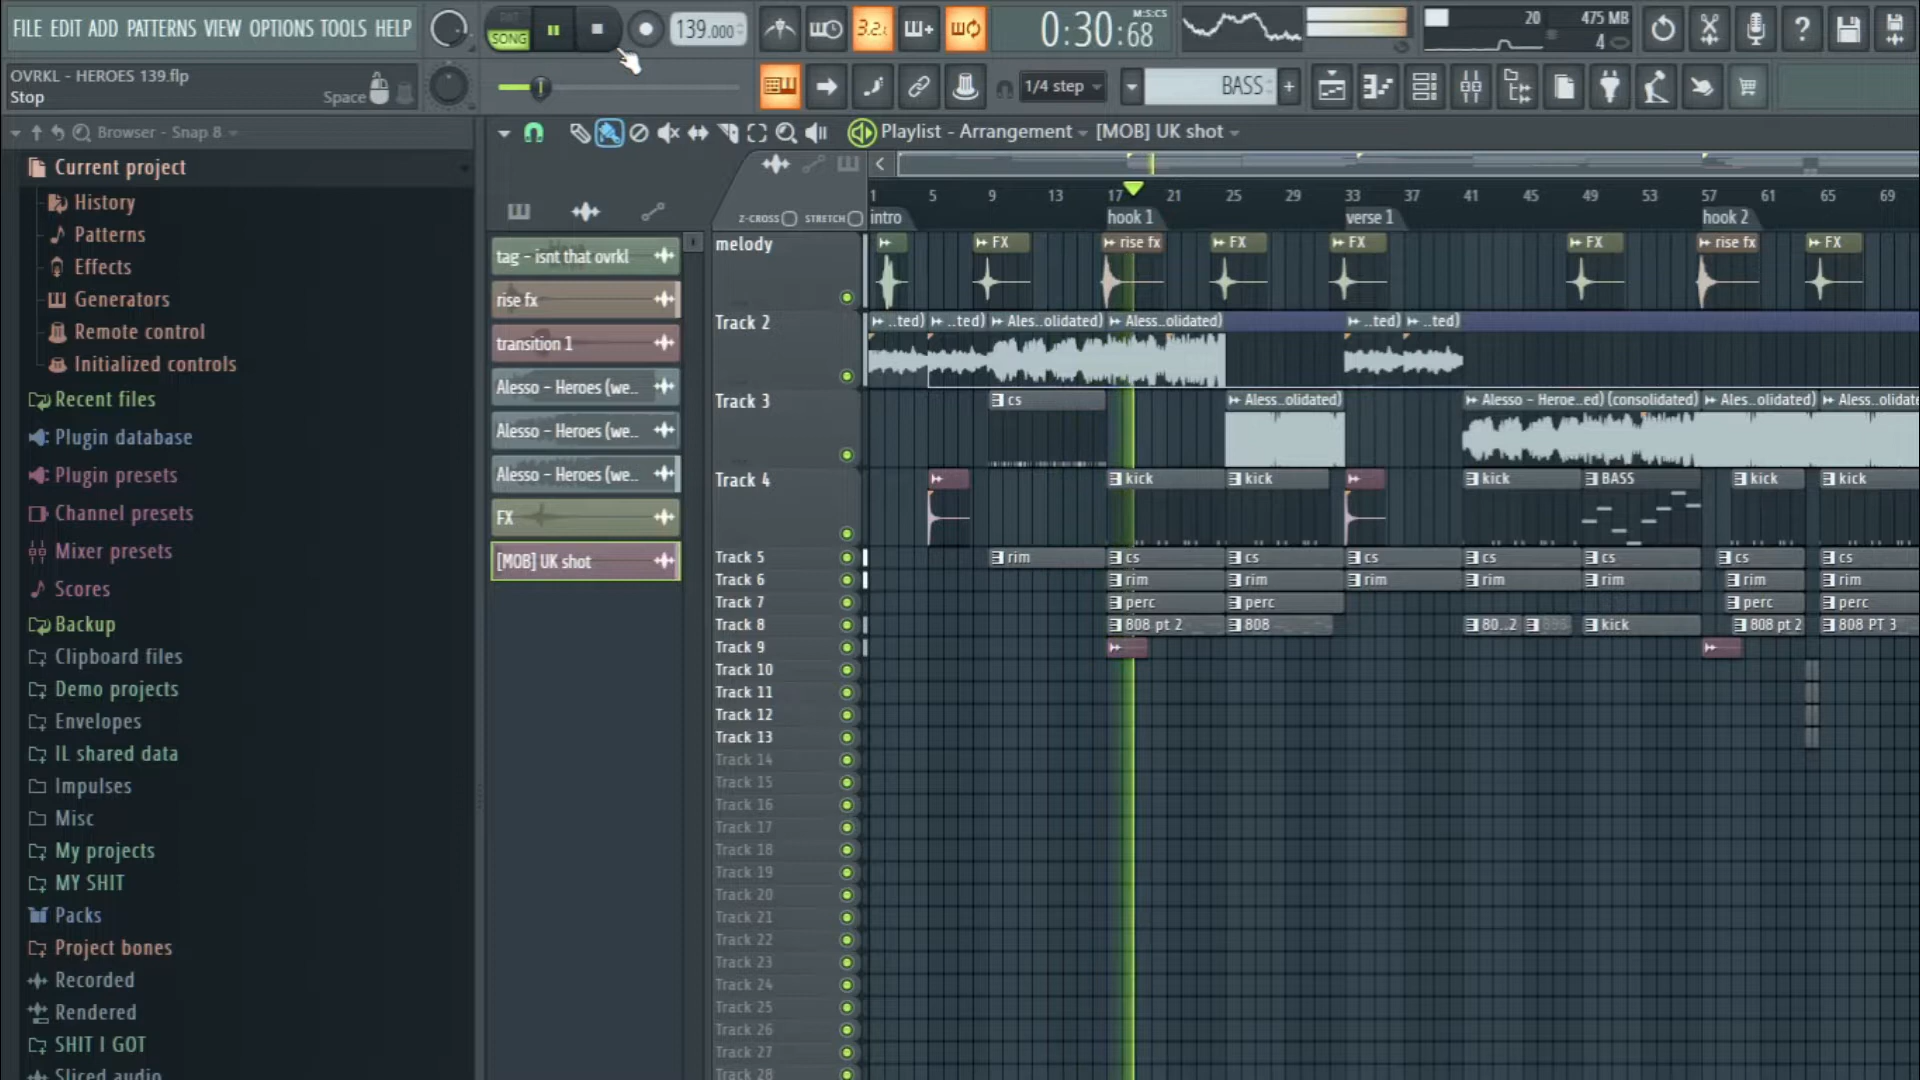 FILE EDIT ADD PATTERNS VIEW OPTIONS TOOLS HELP
SONG
139.000
3.2.
0:30:68
M:S:CS
20
475 MB
4
OVRKL - HEROES 139.flp
Stop
Space
1/4 step
BASS
Browser - Snap 8
Playlist - Arrangement
[MOB] UK shot
Current project
History
Patterns
Effects
Generators
Remote control
Initialized controls
Recent files
Plugin database
Plugin presets
Channel presets
Mixer presets
Scores
Backup
Clipboard files
Demo projects
Envelopes
IL shared data
Impulses
Misc
My projects
MY SHIT
Packs
Project bones
Recorded
Rendered
SHIT I GOT
Sliced audio
tag - isnt that ovrkl
rise fx
transition 1
Alesso - Heroes (we..
Alesso - Heroes (we..
Alesso - Heroes (we..
FX
[MOB] UK shot
Z-CROSS
STRETCH
1 5 9 13 17 21 25 29 33 37 41 45 49 53 57 61 65 69
intro hook 1 verse 1 hook 2
melody
FX rise fx FX FX FX rise fx FX
Track 2
..ted) ..ted) Ales..olidated) Aless..olidated) ..ted) ..ted)
Track 3
cs Aless..olidated) Alesso - Heroe..ed) (consolidated) Ales..olidated) Aless..olidate
Track 4
kick kick kick BASS kick kick
Track 5
rim cs cs cs cs cs cs cs
Track 6
rim rim rim rim rim rim rim
Track 7
perc perc perc perc
Track 8
808 pt 2 808 80..2 kick 808 pt 2 808 PT 3
Track 9
Track 10
Track 11
Track 12
Track 13
Track 14
Track 15
Track 16
Track 17
Track 18
Track 19
Track 20
Track 21
Track 22
Track 23
Track 24
Track 25
Track 26
Track 27
Track 28